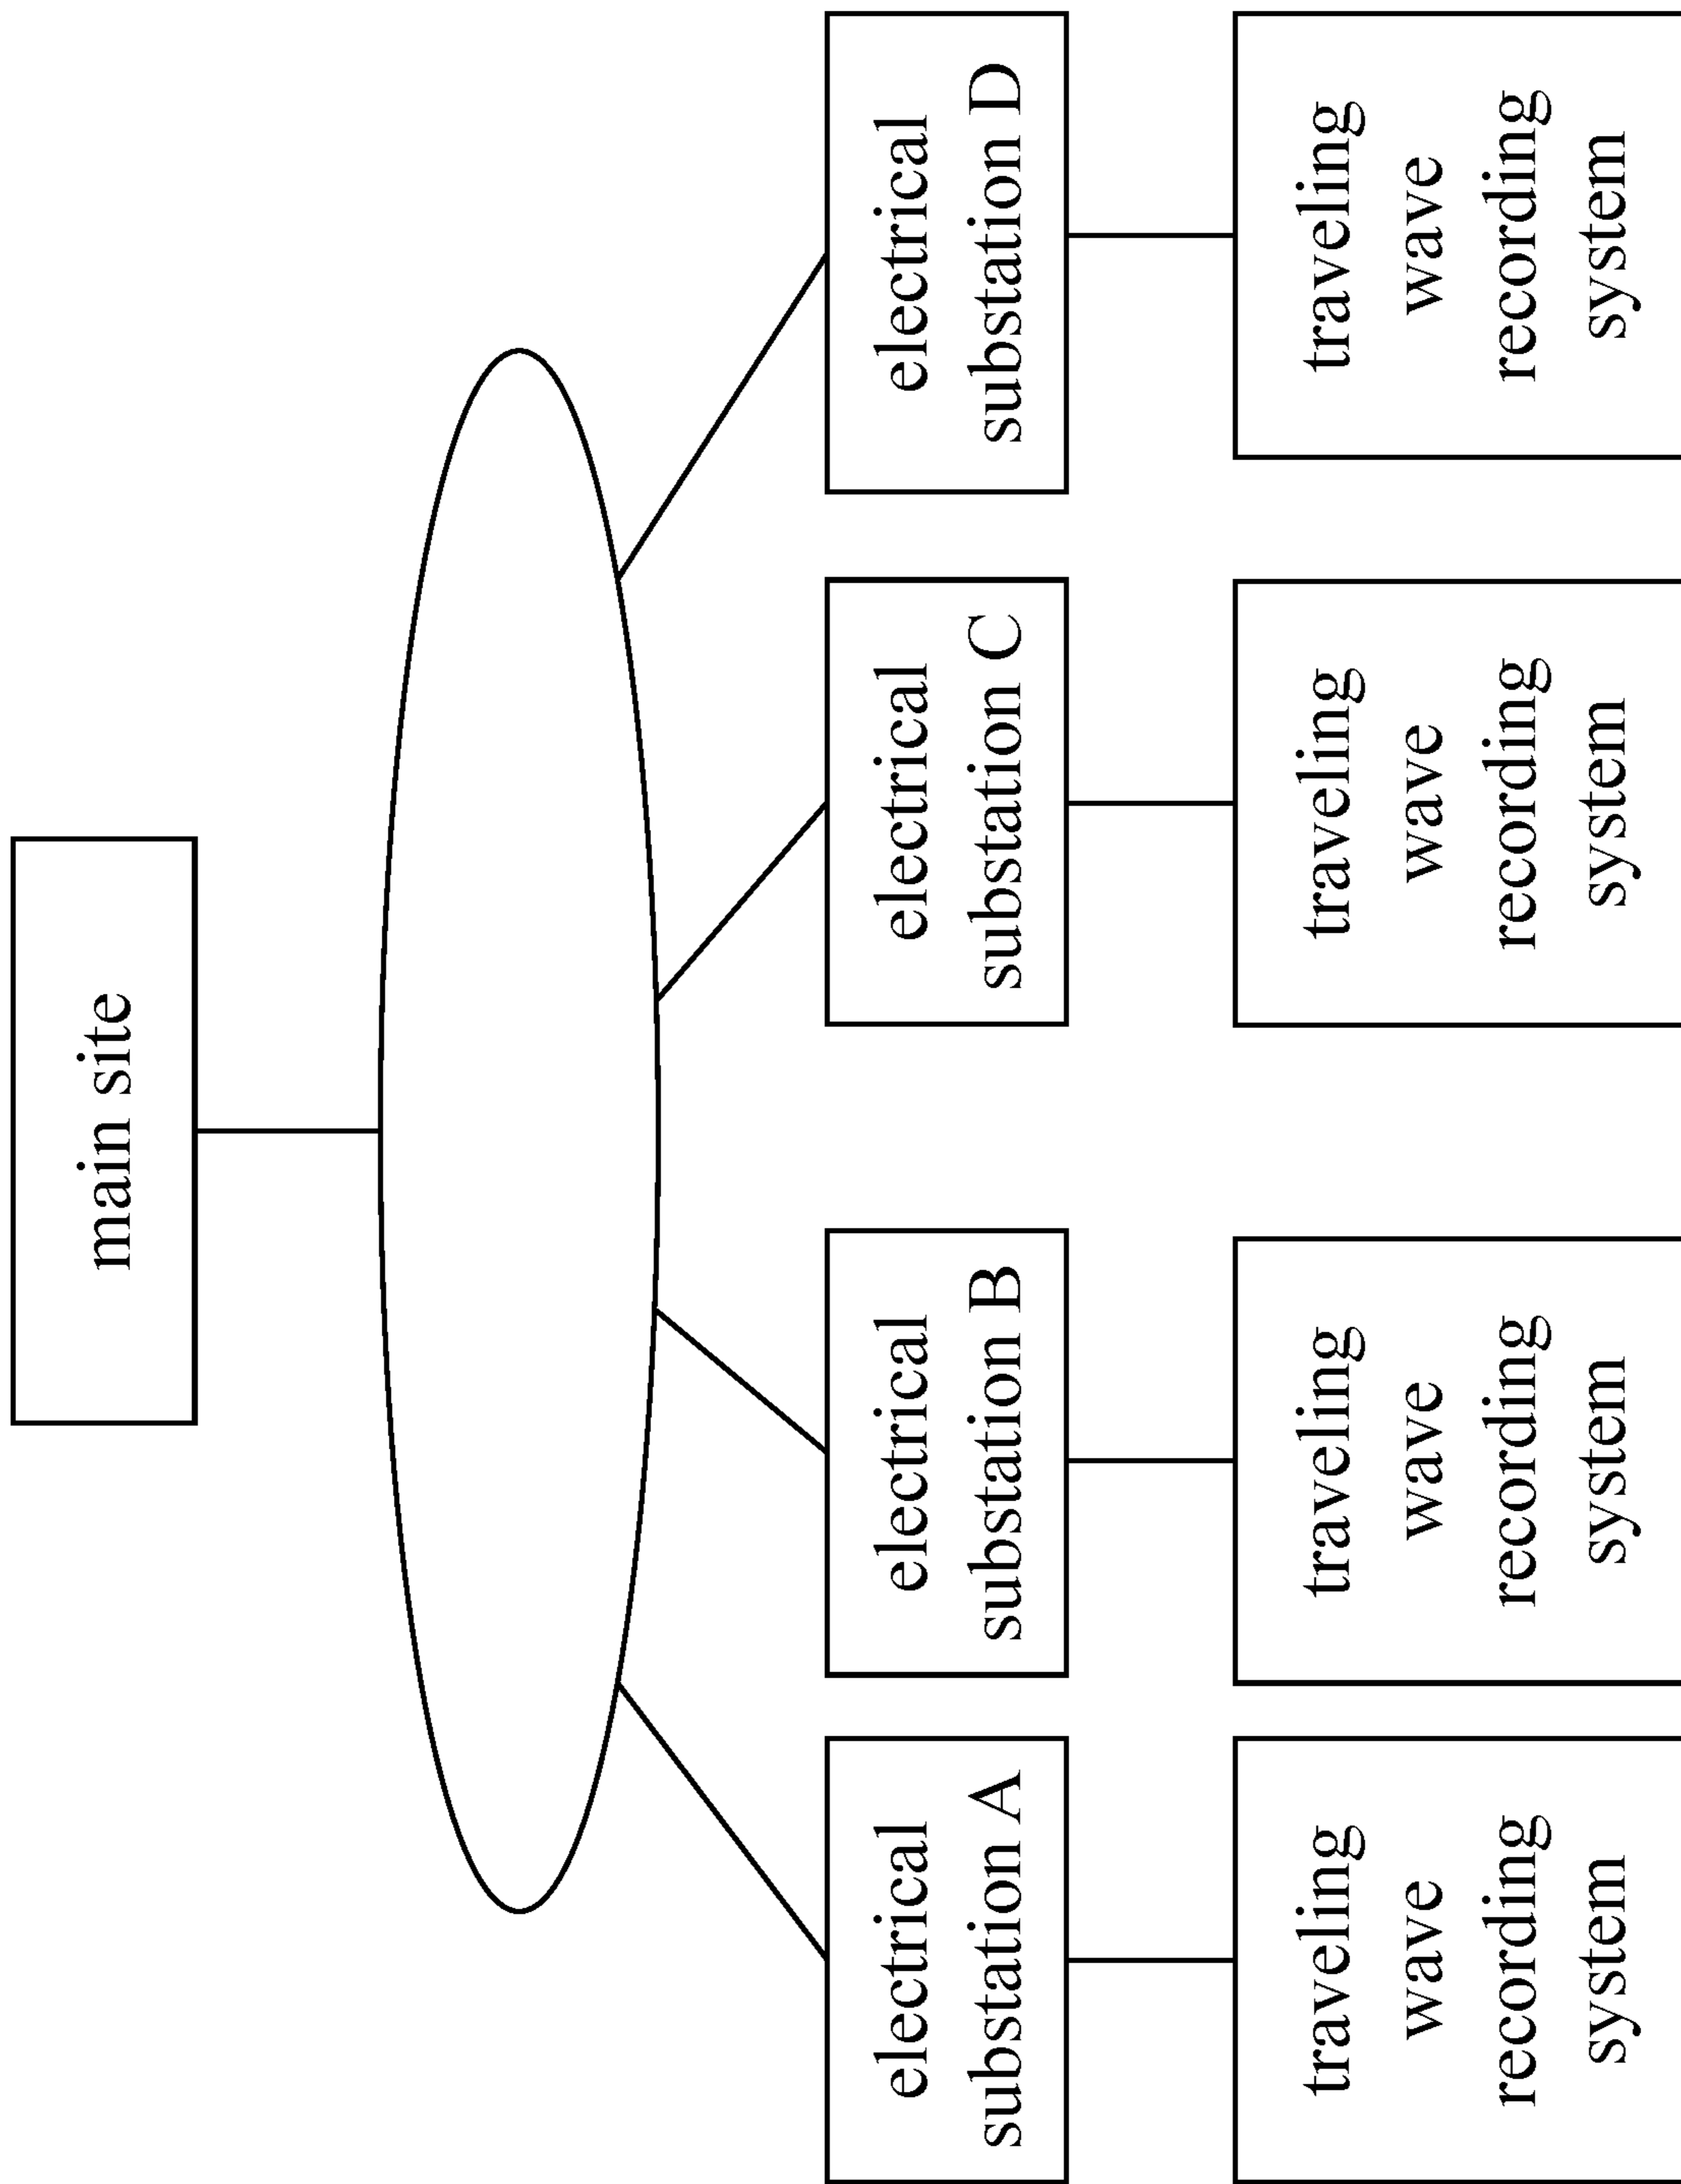 main site
electrical
substation A
electrical
substation B
electrical
substation C
electrical
substation D
traveling
wave
recording
system
traveling
wave
recording
system
traveling
wave
recording
system
traveling
wave
recording
system